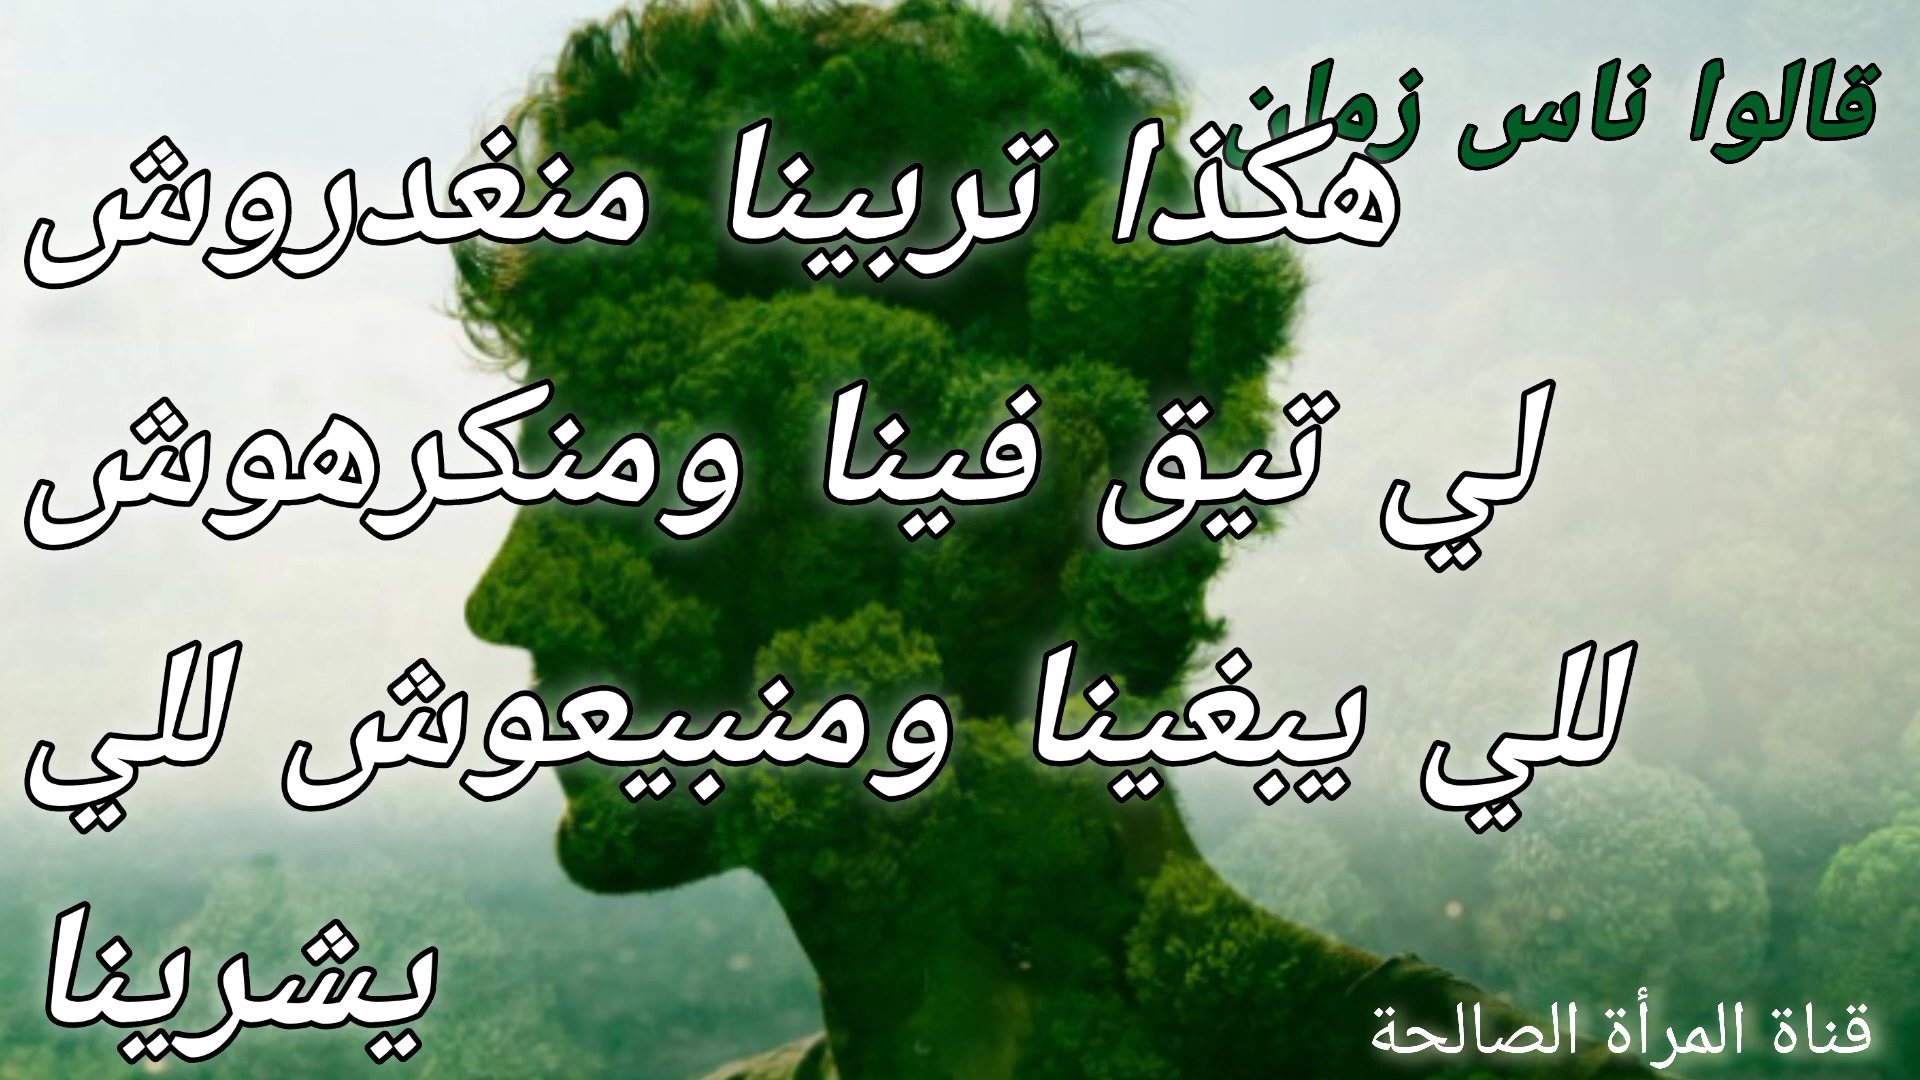 قالوا ناس زمان
هكذا تربينا منغدروش
لي تيق فينا ومنكرهوش
للي يبغينا ومنبيعوش للي
يشرينا
قناة المرأة الصالحة